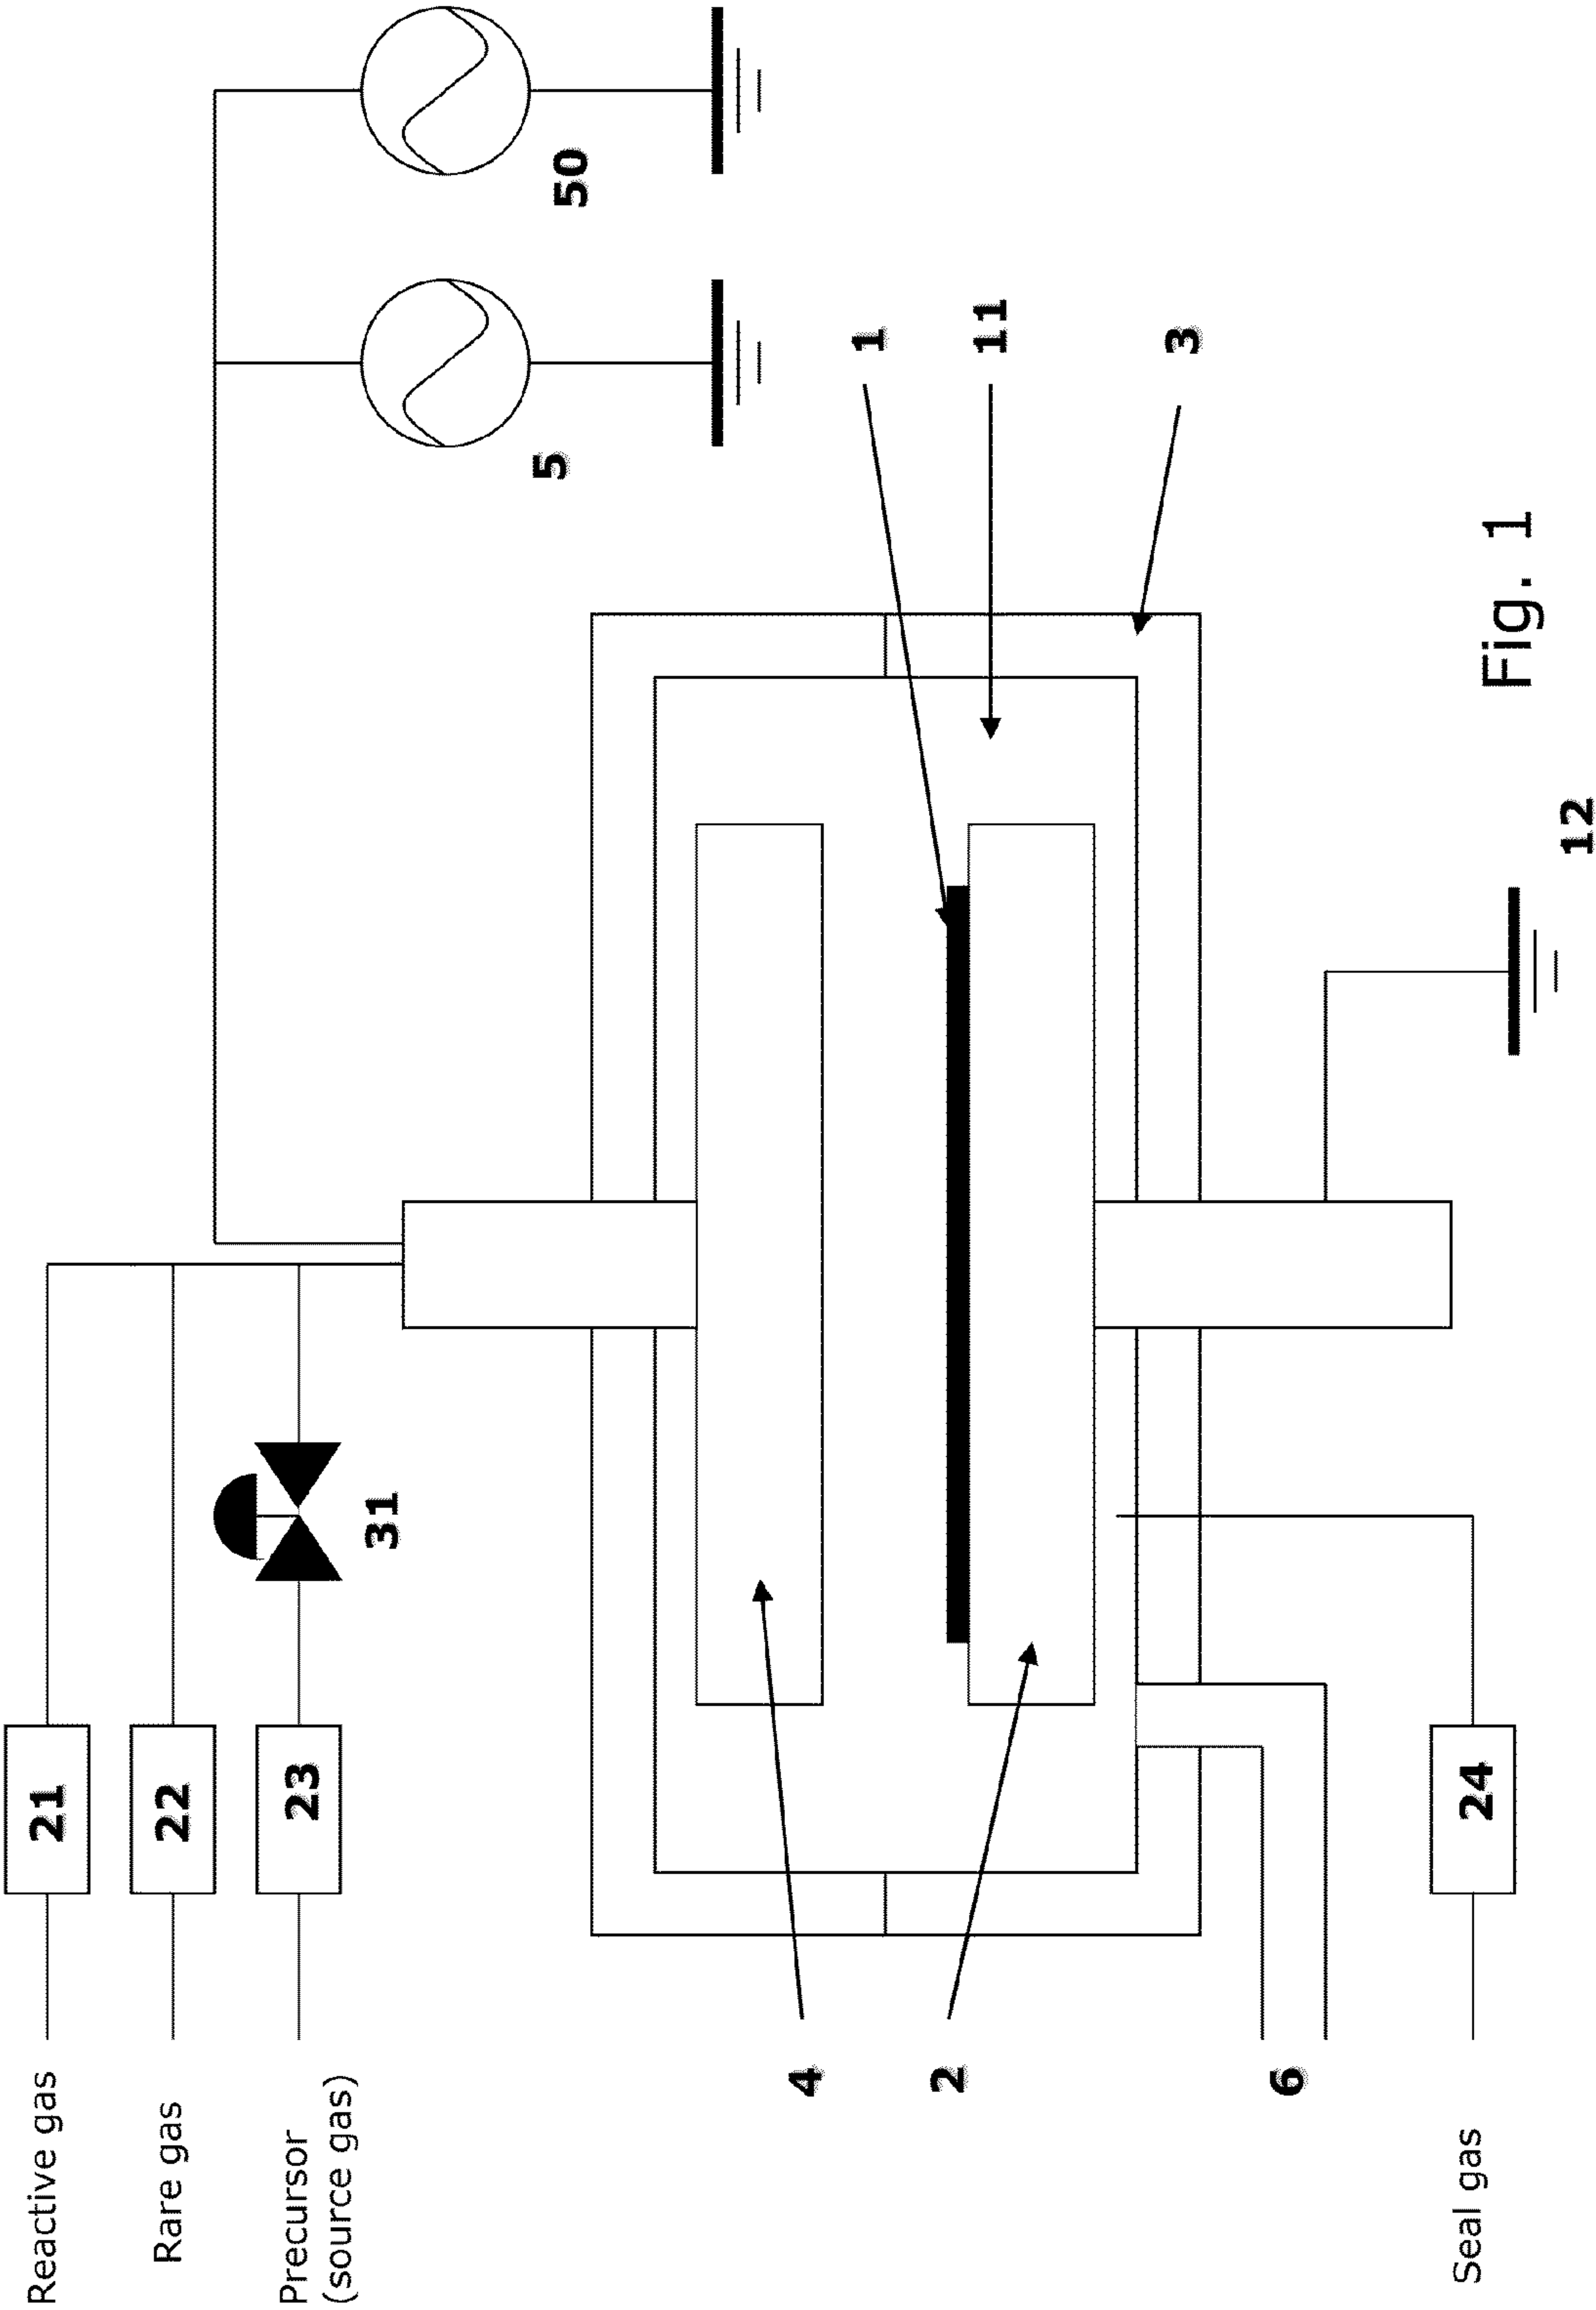 Reactive gas
21
Rare gas
22
Precursor
(source gas)
23
31
5
50
4
1
2
11
3
6
Seal gas
24
12
Fig. 1